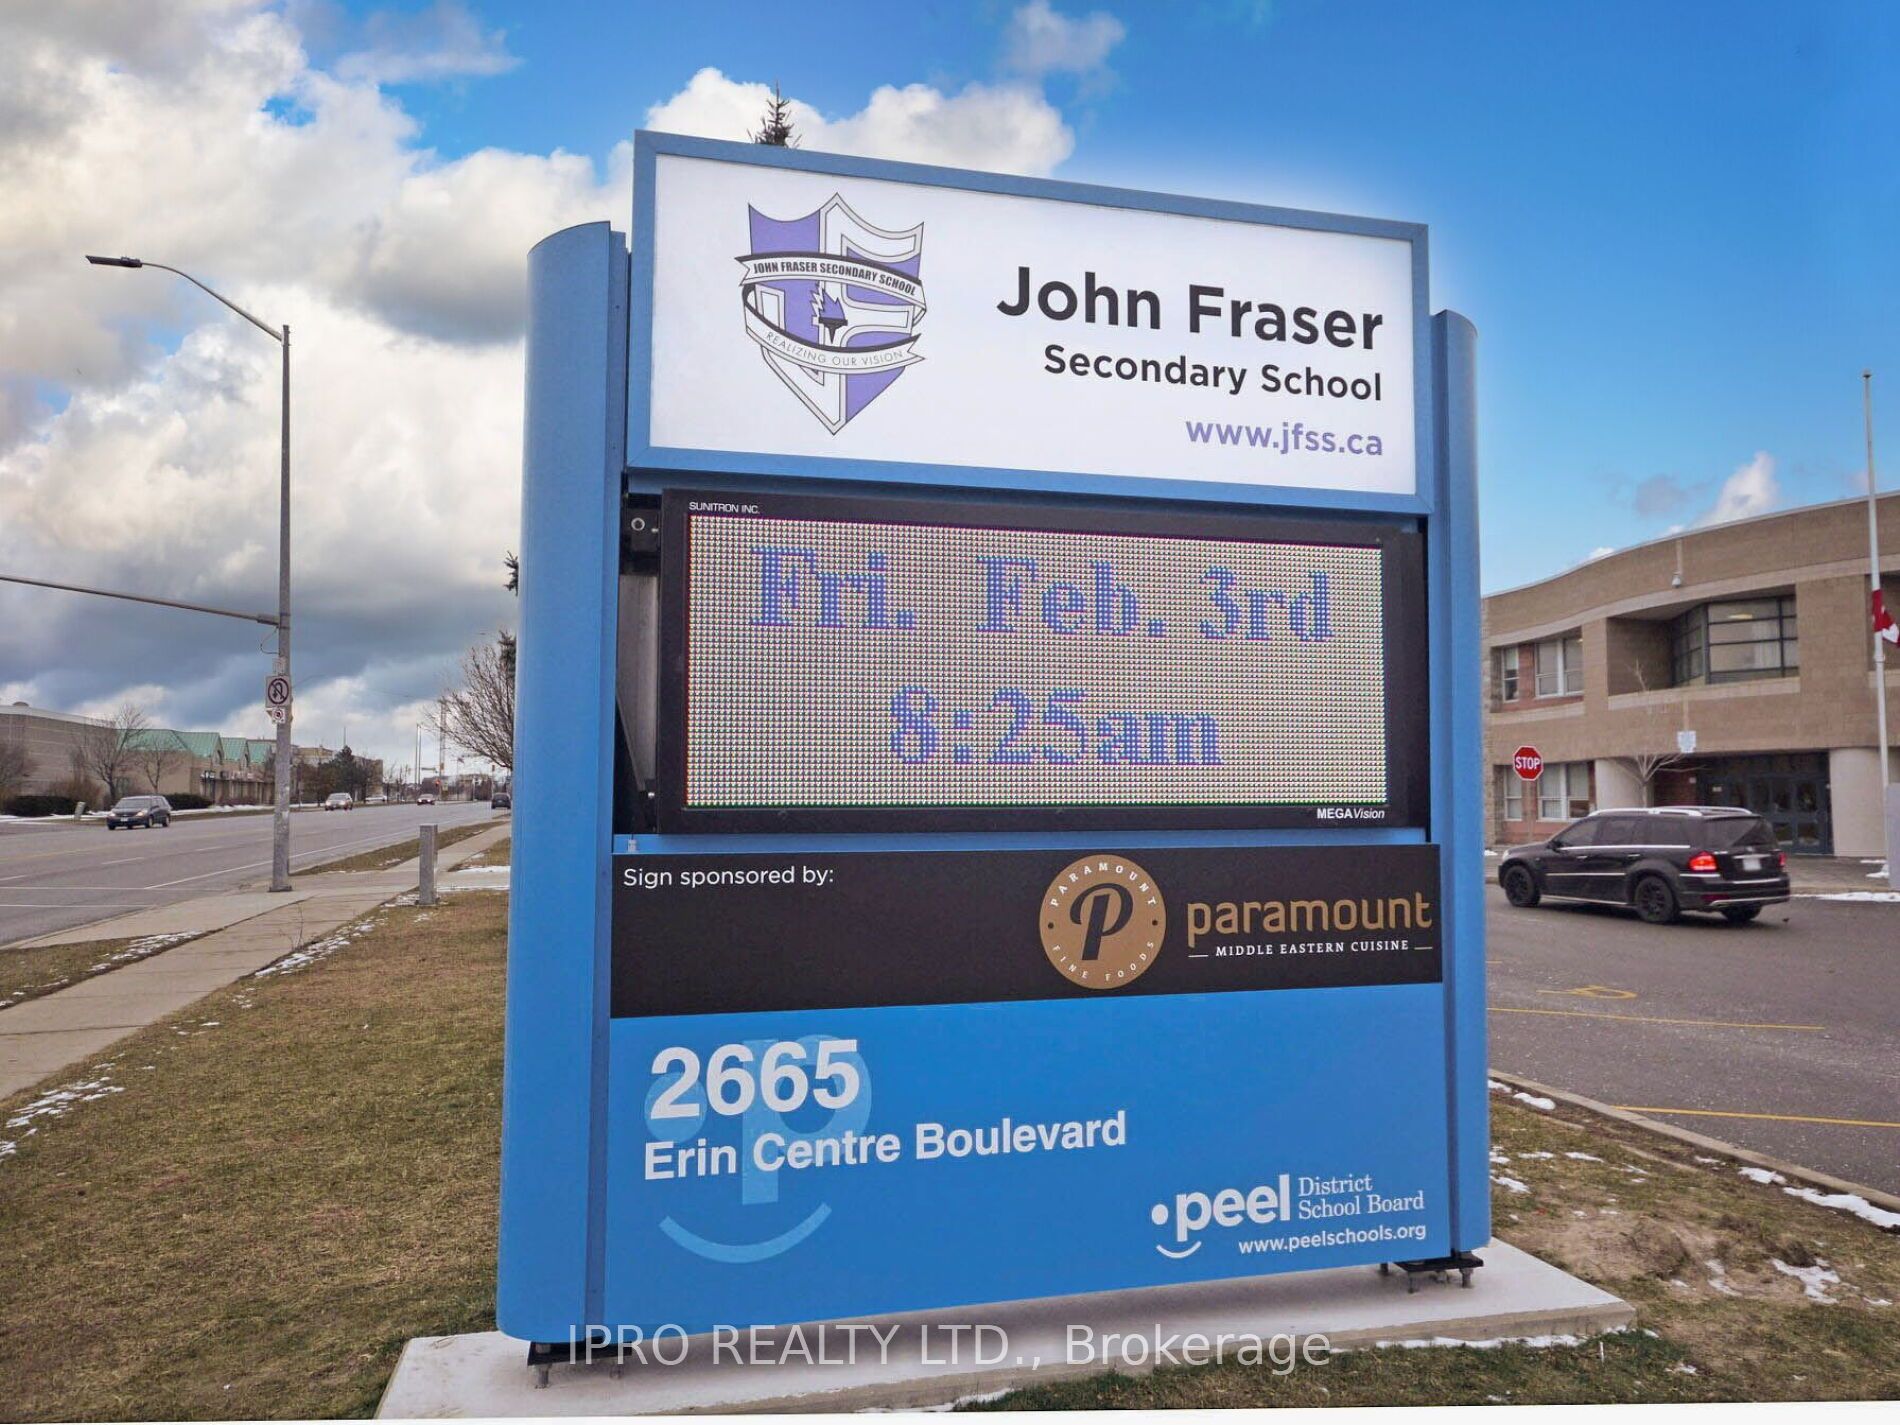 JOHN FRASER SECONDARY SCHOOL
REALIZING OUR VISION
John Fraser
Secondary School
www.jfss.ca
SUNITRON INC.
Fri. Feb. 3rd
8:25am
MEGAVision
Sign sponsored by:
PARAMOUNT
P
FINE FOODS
paramount
MIDDLE EASTERN CUISINE
STOP
2665
Erin Centre Boulevard
peel District
School Board
www.peelschools.org
IPRO REALTY LTD., Brokerage